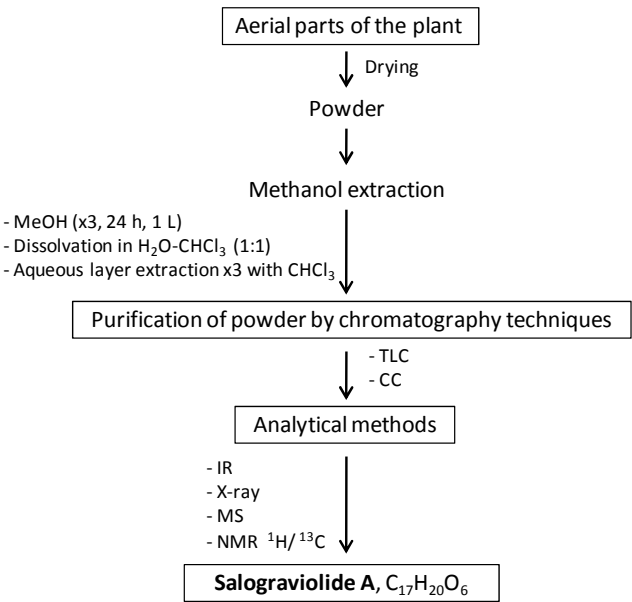 Aerial parts of the plant
Drying
Powder
Methanol extraction
- MeOH (x3, 24 h, 1 L)
- Dissolvation in H₂O-CHCl₃ (1:1)
- Aqueous layer extraction x3 with CHCl₃
Purification of powder by chromatography techniques
- TLC
- CC
Analytical methods
- IR
- X-ray
- MS
- NMR ¹H/ ¹³C
Salograviolide A, C₁₇H₂₀O₆